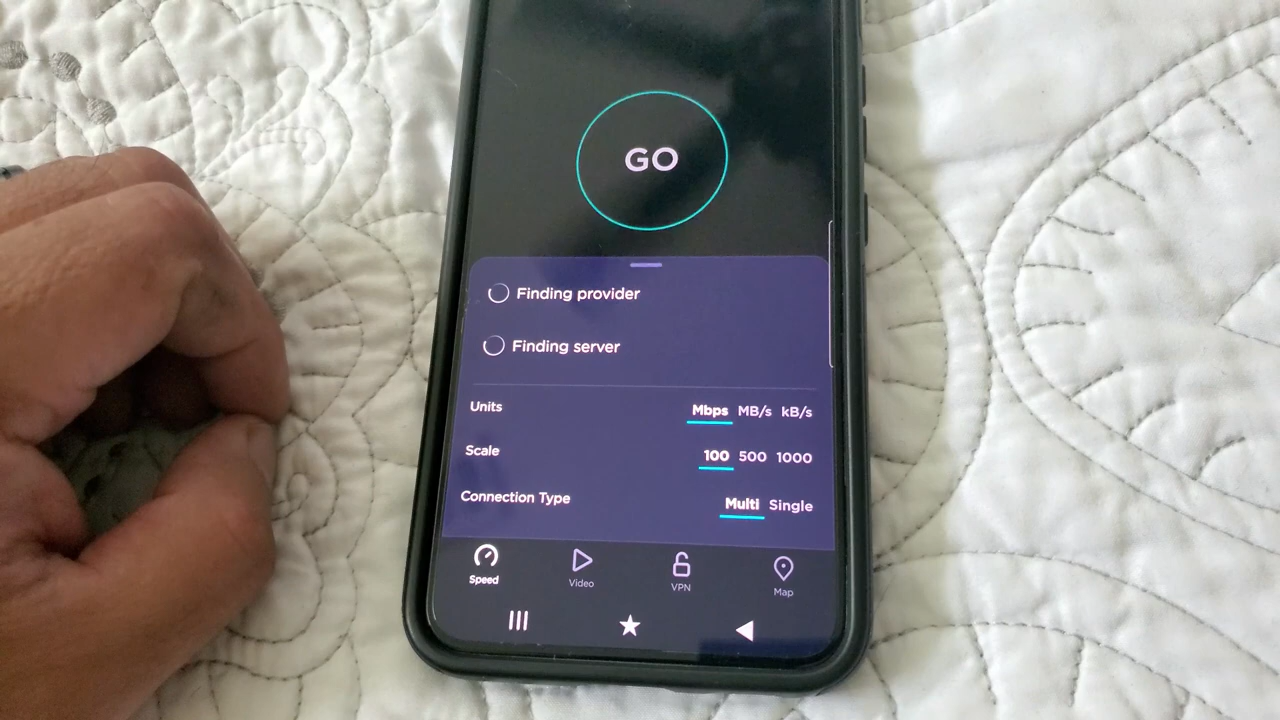 GO
Finding provider
Finding server
Units Mbps MB/s kB/s
Scale 100 500 1000
Connection Type Multi Single
Speed Video VPN Map